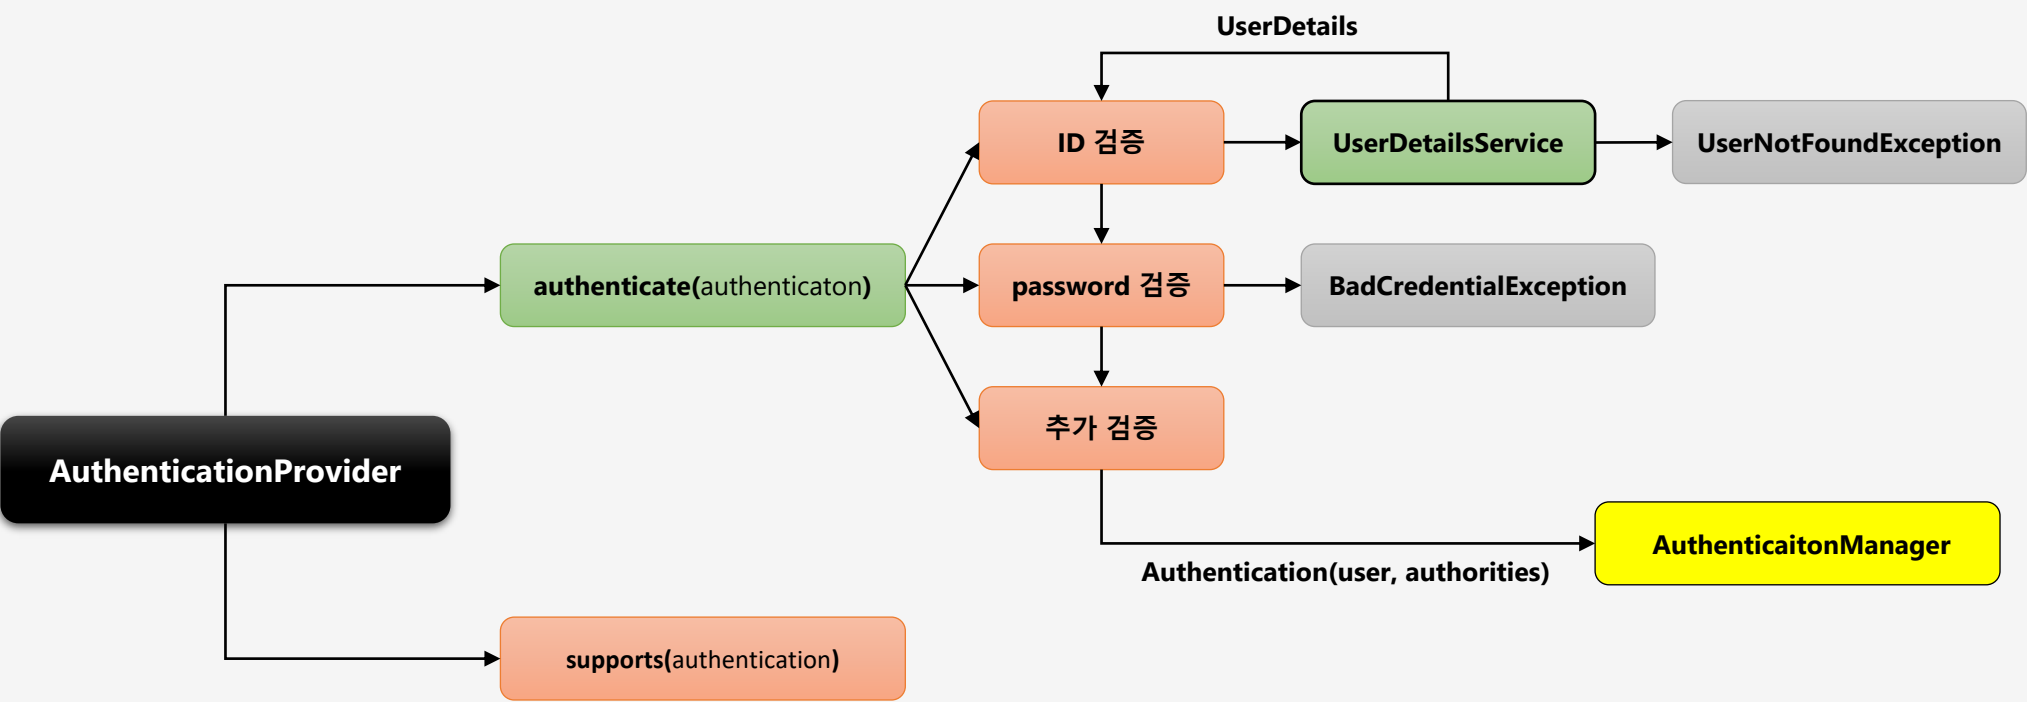 UserDetails
ID 검증
UserDetailsService
UserNotFoundException
authenticate(authenticaton)
password 검증
BadCredentialException
추가 검증
AuthenticationProvider
AuthenticaitonManager
Authentication(user, authorities)
supports(authentication)